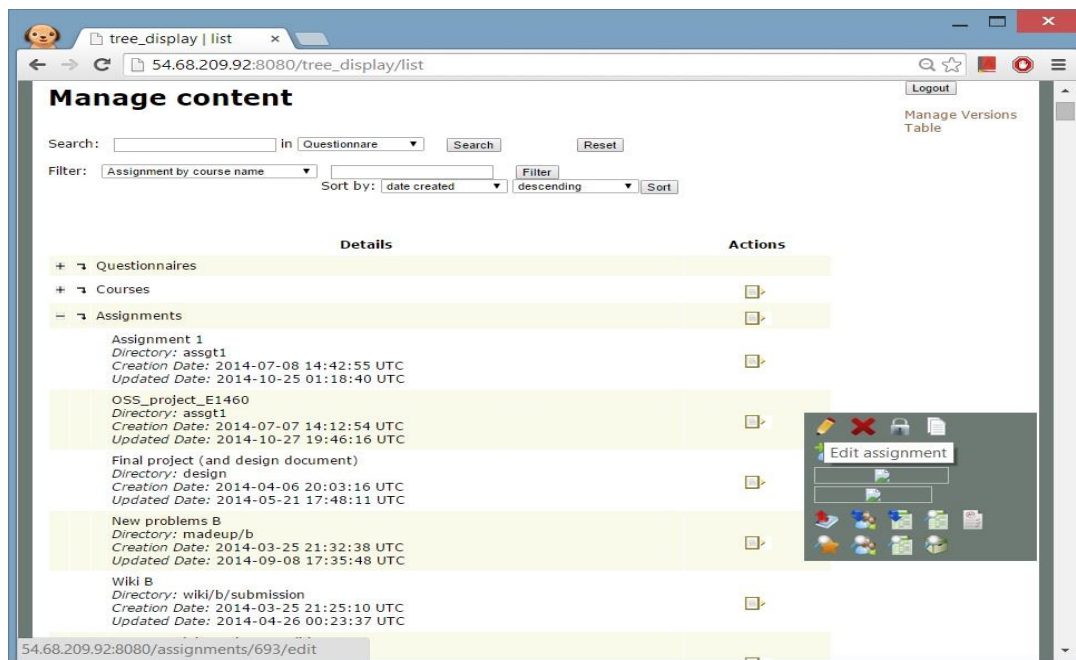 tree_display | list
54.68.209.92:8080/tree_display/list
Manage content
Logout
Manage Versions Table
Search: in Questionnare Search Reset
Filter: Assignment by course name Filter
Sort by: date created descending Sort
Details Actions
Questionnaires
Courses
Assignments
Assignment 1
Directory: assgt1
Creation Date: 2014-07-08 14:42:55 UTC
Updated Date: 2014-10-25 01:18:40 UTC
OSS_project_E1460
Directory: assgt1
Creation Date: 2014-07-07 14:12:54 UTC
Updated Date: 2014-10-27 19:46:16 UTC
Edit assignment
Final project (and design document)
Directory: design
Creation Date: 2014-04-06 20:03:16 UTC
Updated Date: 2014-05-21 17:48:11 UTC
New problems B
Directory: madeup/b
Creation Date: 2014-03-25 21:32:38 UTC
Updated Date: 2014-09-08 17:35:48 UTC
Wiki B
Directory: wiki/b/submission
Creation Date: 2014-03-25 21:25:10 UTC
Updated Date: 2014-04-26 00:23:37 UTC
54.68.209.92:8080/assignments/693/edit